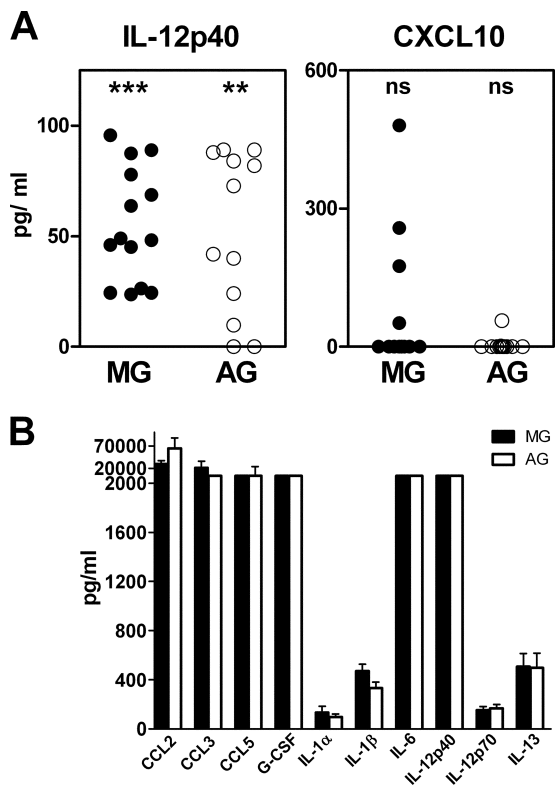 A
IL-12p40 CXCL10
pg/ ml
100
50
0
*** **
MG AG
600
300
0
ns ns
MG AG
B
pg/ml
70000
20000
2000
1600
1200
800
400
0
MG
AG
CCL2 CCL3 CCL5 G-CSF IL-1α IL-1β IL-6 IL-12p40 IL-12p70 IL-13